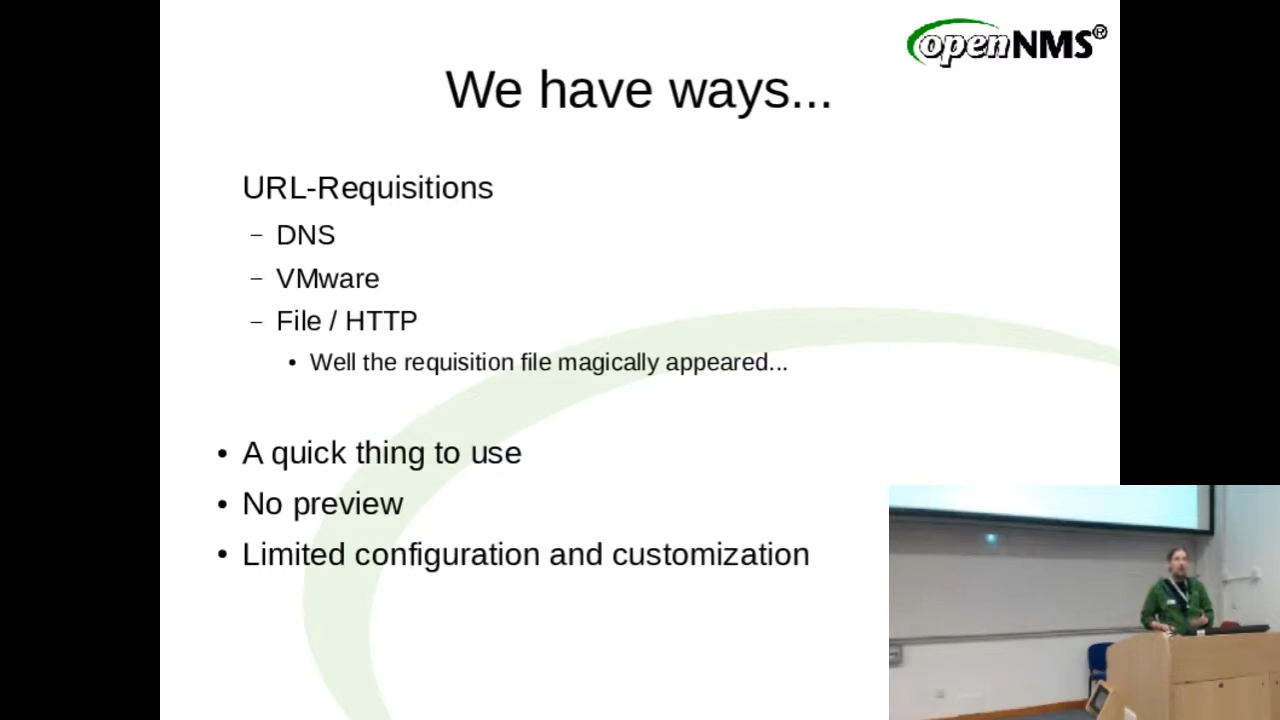 openNMS®
We have ways...
URL-Requisitions
– DNS
– VMware
– File / HTTP
• Well the requisition file magically appeared...
• A quick thing to use
• No preview
• Limited configuration and customization